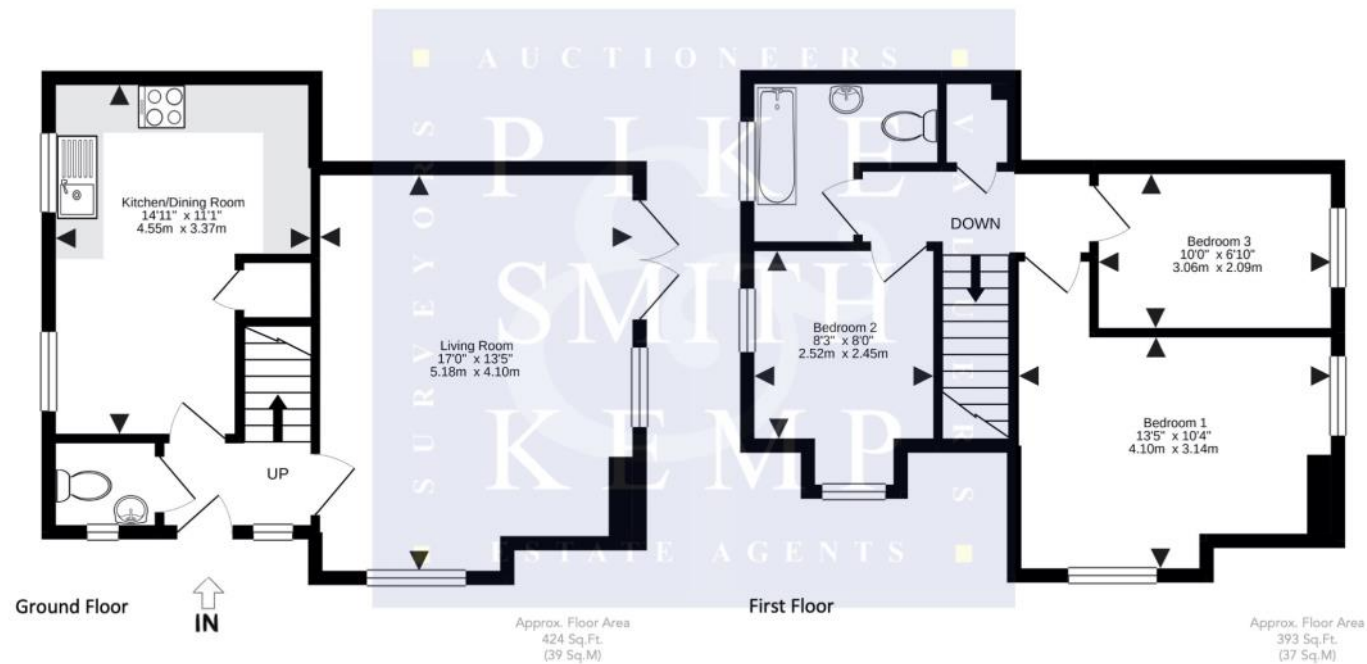 AUCTIONEERS
SURVEYORS
VALUERS
PIKE
SMITH
&
KEMP
ESTATE AGENTS
Kitchen/Dining Room
14'11" x 11'1"
4.55m x 3.37m
Living Room
17'0" x 13'5"
5.18m x 4.10m
UP
Ground Floor
IN
Approx. Floor Area
424 Sq.Ft.
(39 Sq.M)
DOWN
Bedroom 3
10'0" x 6'10"
3.06m x 2.09m
Bedroom 2
8'3" x 8'0"
2.52m x 2.45m
Bedroom 1
13'5" x 10'4"
4.10m x 3.14m
First Floor
Approx. Floor Area
393 Sq.Ft.
(37 Sq.M)